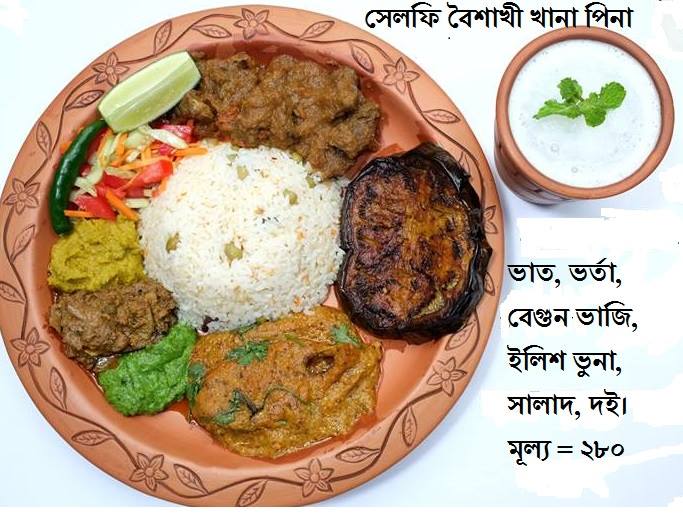 সেলফি বৈশাখী খানা পিনা
ভাত, ভর্তা,
বেগুন ভাজি,
ইলিশ ভুনা,
সালাদ, দই।
মূল্য = ২৮০